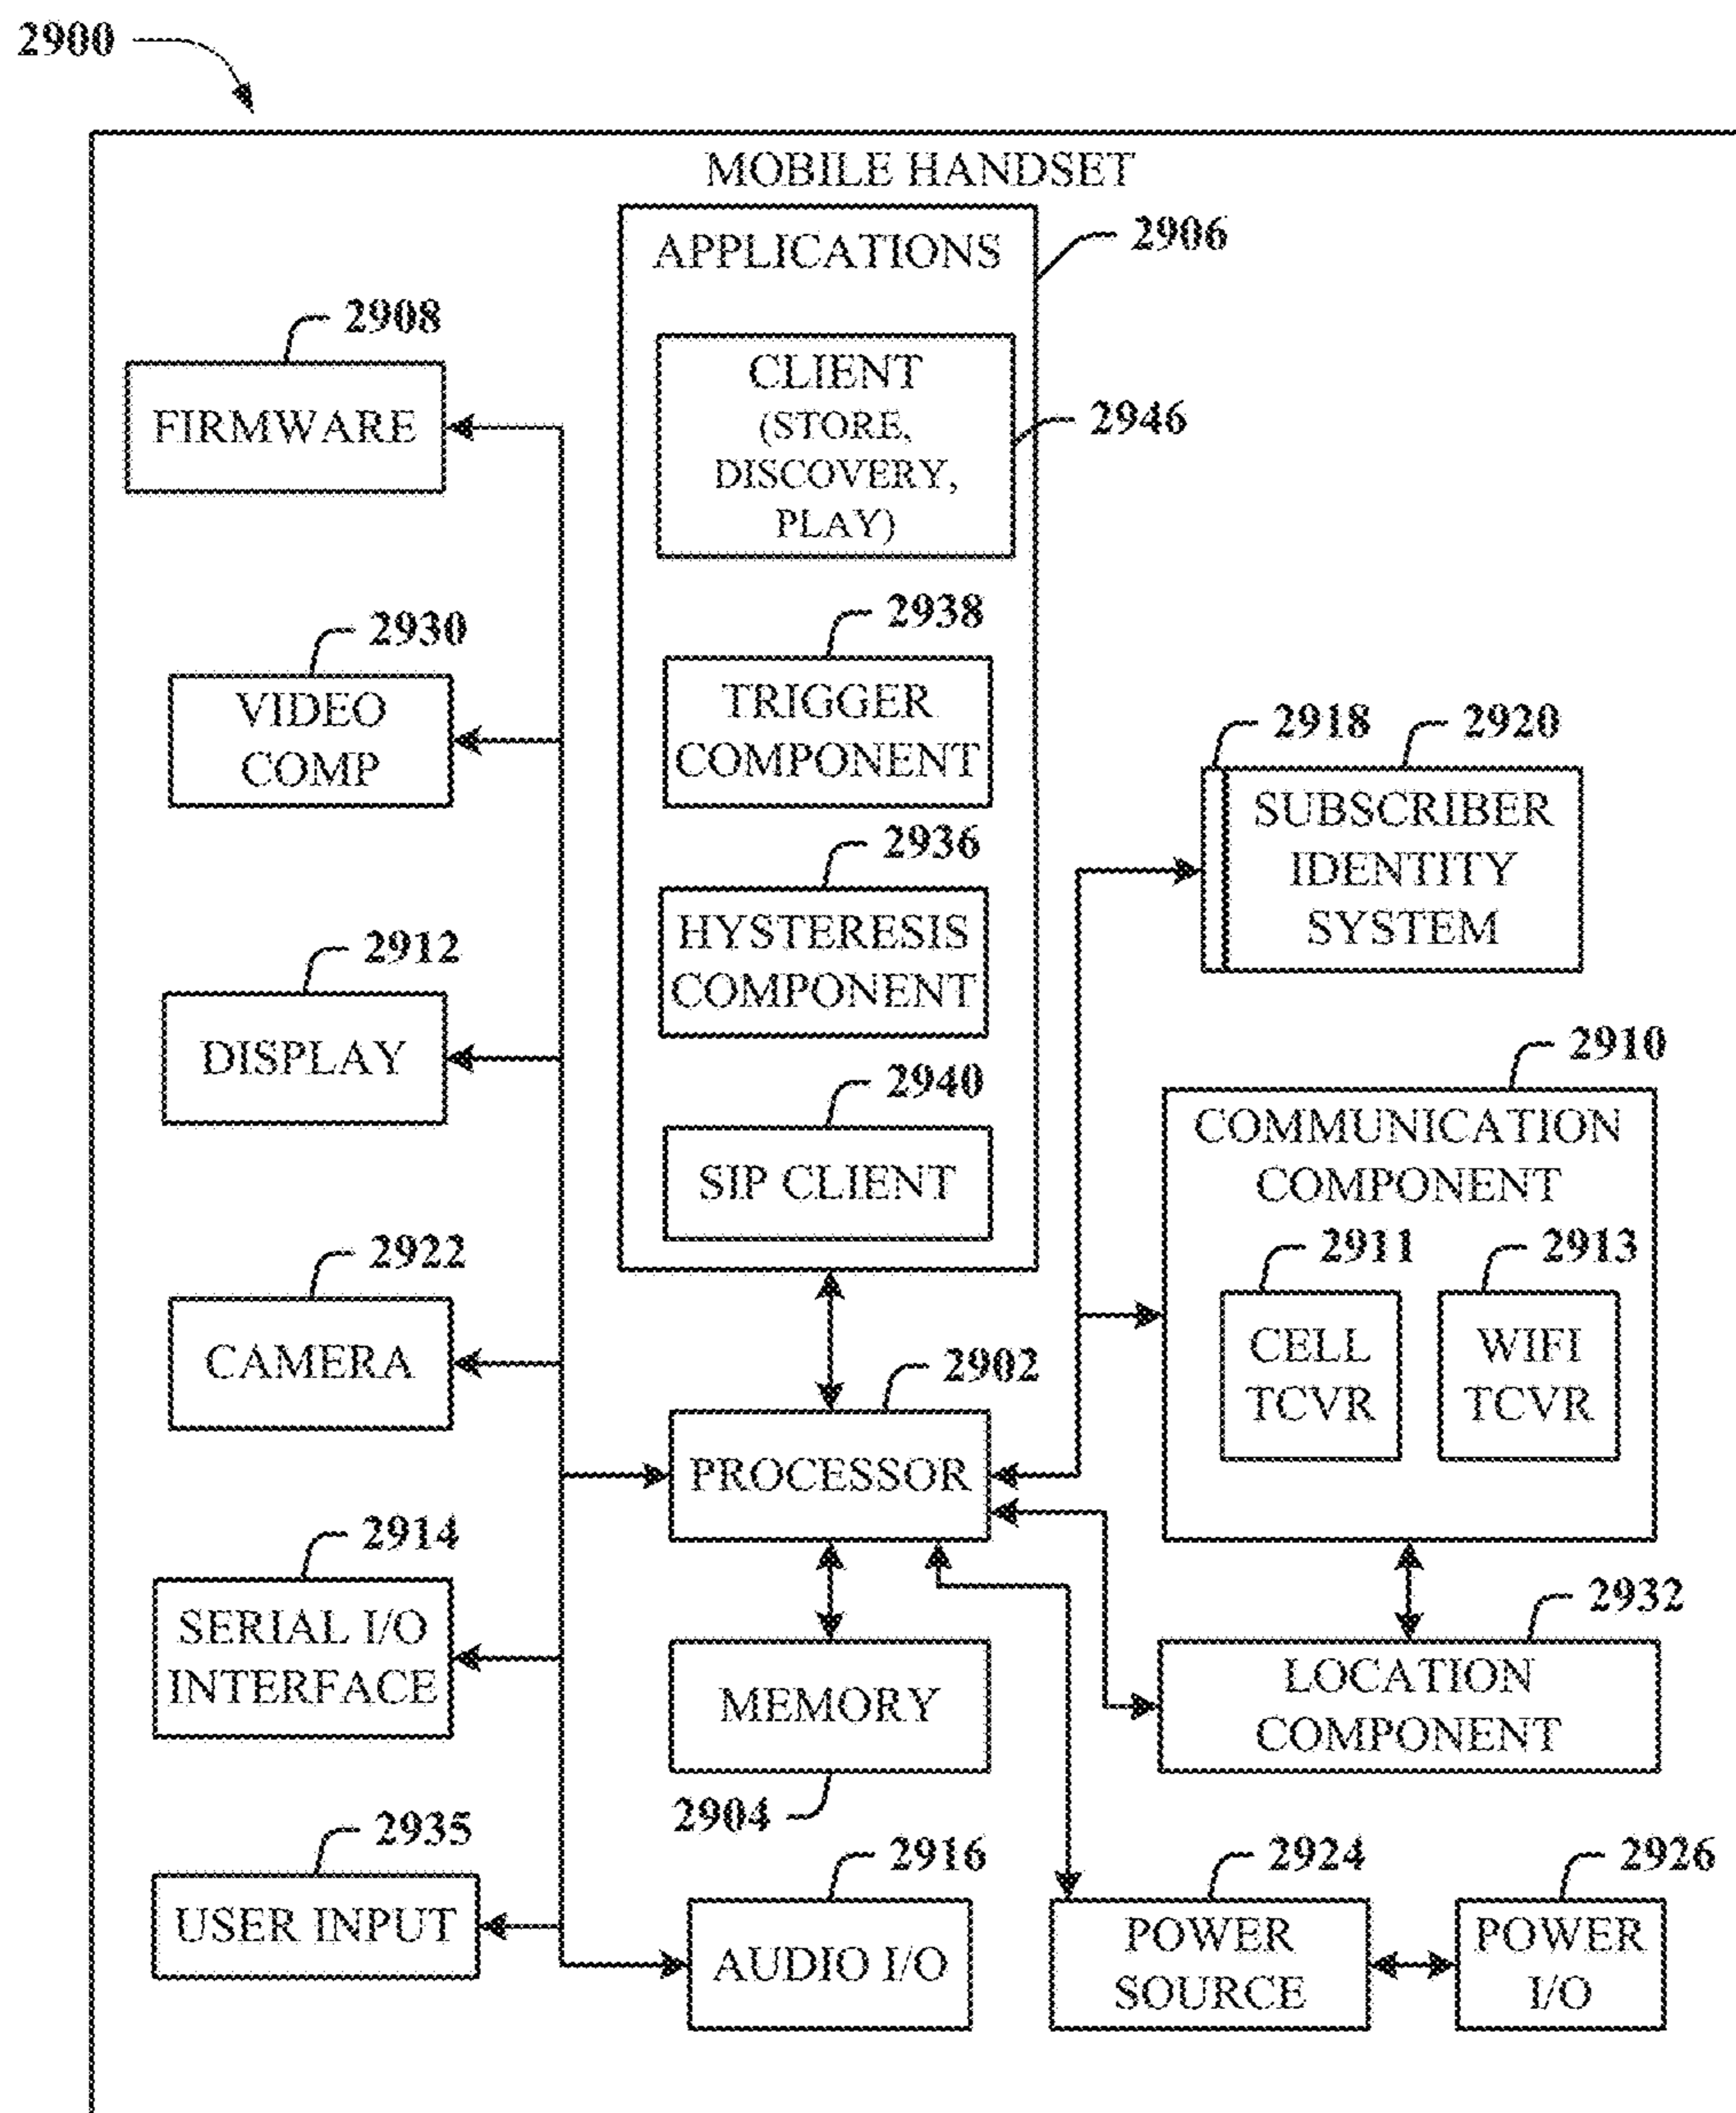 2900
MOBILE HANDSET
APPLICATIONS
2906
2908
FIRMWARE
CLIENT
(STORE,
DISCOVERY,
PLAY)
2946
2930
VIDEO
COMP
2938
TRIGGER
COMPONENT
2918
2920
SUBSCRIBER
IDENTITY
SYSTEM
2936
HYSTERESIS
COMPONENT
2912
DISPLAY
2940
SIP CLIENT
2910
COMMUNICATION
COMPONENT
2911
CELL
TCVR
2913
WIFI
TCVR
2922
CAMERA
2902
PROCESSOR
2914
SERIAL I/O
INTERFACE
MEMORY
2904
2932
LOCATION
COMPONENT
2935
USER INPUT
2916
AUDIO I/O
2924
POWER
SOURCE
2926
POWER
I/O